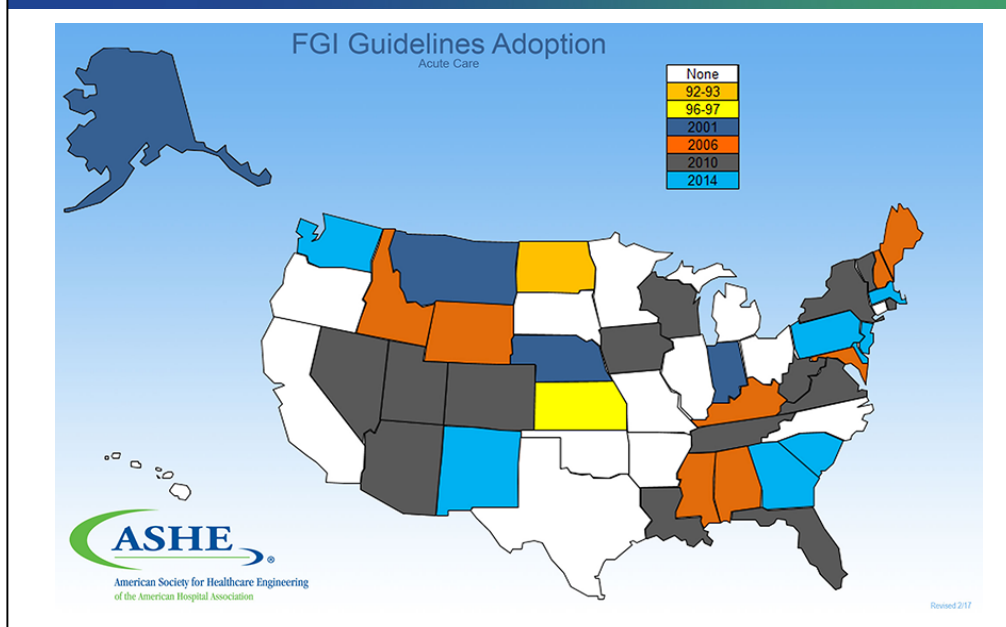 FGI Guidelines Adoption
Acute Care
None
92-93
96-97
2001
2006
2010
2014
ASHE®
American Society for Healthcare Engineering
of the American Hospital Association
Revised 2/17